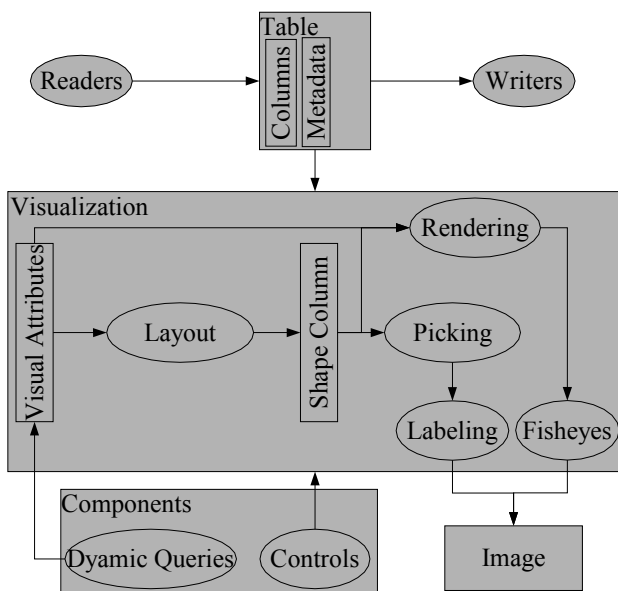 Table
Readers
Columns
Metadata
Writers
Visualization
Rendering
Visual Attributes
Layout
Shape Column
Picking
Labeling
Fisheyes
Components
Dyamic Queries
Controls
Image